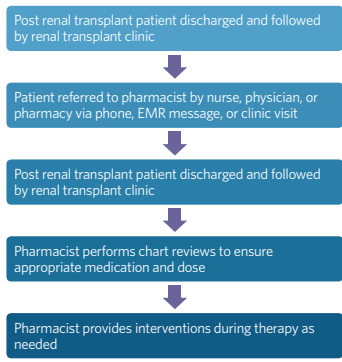 Post renal transplant patient discharged and followed
by renal transplant clinic
Patient referred to pharmacist by nurse, physician, or
pharmacy via phone, EMR message, or clinic visit
Post renal transplant patient discharged and followed
by renal transplant clinic
Pharmacist performs chart reviews to ensure
appropriate medication and dose
Pharmacist provides interventions during therapy as
needed